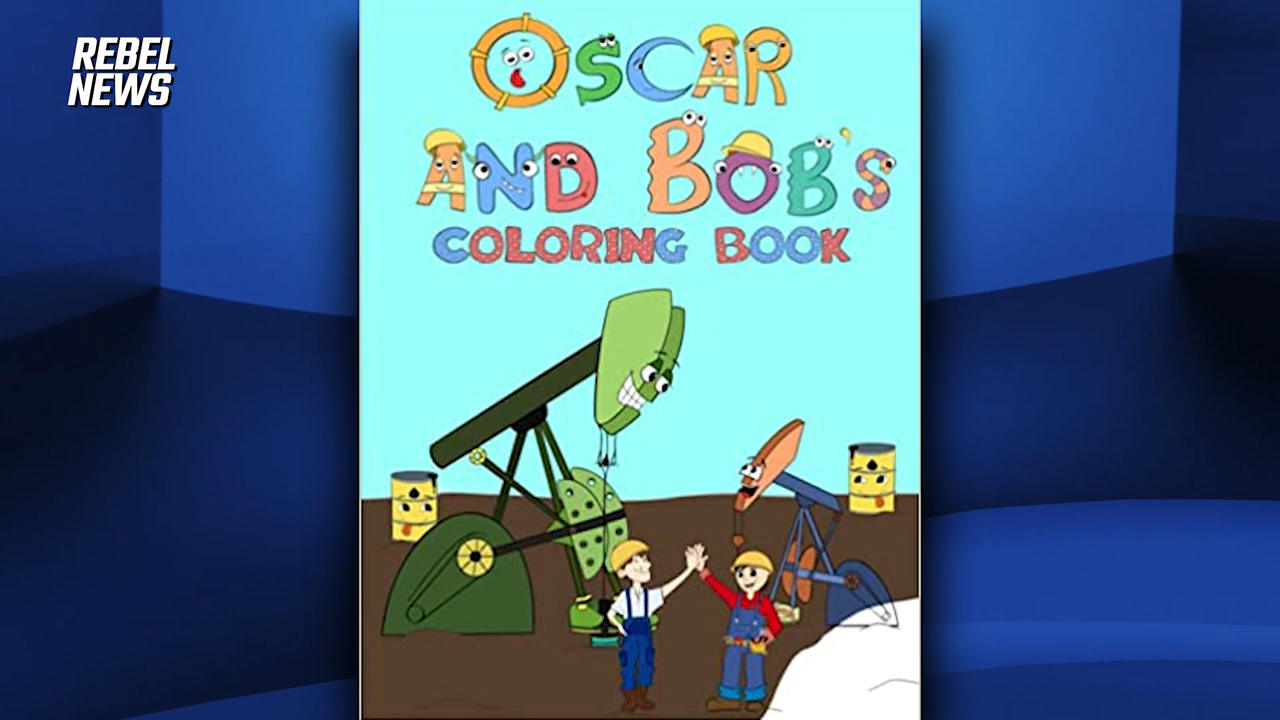 REBEL
NEWS
OSCAR
AND BOB'S
COLORING BOOK